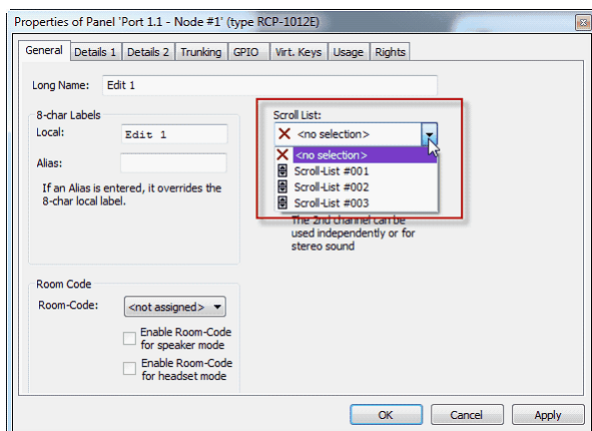 Properties of Panel 'Port 1.1 - Node #1' (type RCP-1012E)
General Details 1 Details 2 Trunking GPIO Virt. Keys Usage Rights
Long Name: Edit 1
8-char Labels
Local: Edit 1
Alias:
If an Alias is entered, it overrides the
8-char local label.
Scroll List:
<no selection>
<no selection>
Scroll-List #001
Scroll-List #002
Scroll-List #003
The 2nd channel can be
used independently or for
stereo sound
Room Code
Room-Code: <not assigned>
Enable Room-Code
for speaker mode
Enable Room-Code
for headset mode
OK Cancel Apply